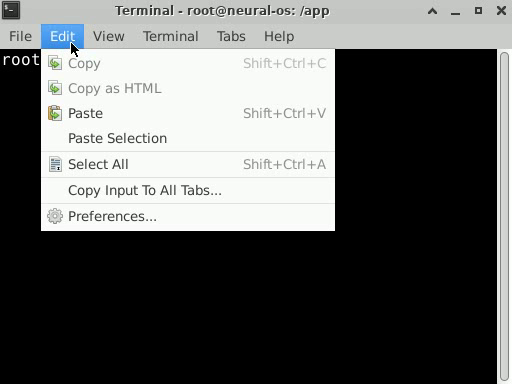 Terminal - root@neural-os: /app
File Edit View Terminal Tabs Help
root
Copy Shift+Ctrl+C
Copy as HTML
Paste Shift+Ctrl+V
Paste Selection
Select All Shift+Ctrl+A
Copy Input To All Tabs...
Preferences...